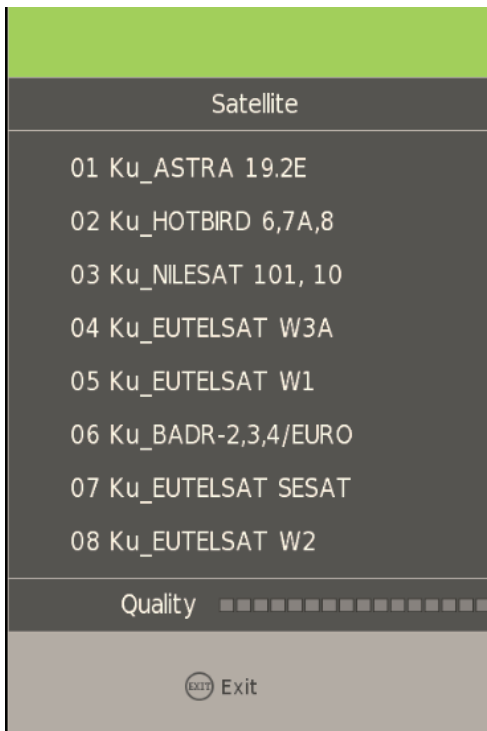 Satellite
01 Ku_ASTRA 19.2E
02 Ku_HOTBIRD 6,7A,8
03 Ku_NILESAT 101, 10
04 Ku_EUTELSAT W3A
05 Ku_EUTELSAT W1
06 Ku_BADR-2,3,4/EURO
07 Ku_EUTELSAT SESAT
08 Ku_EUTELSAT W2
Quality
EXIT Exit